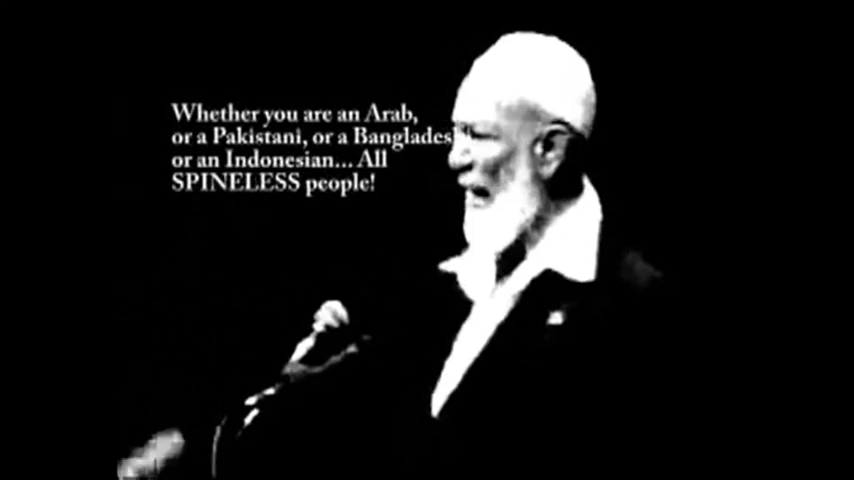 Whether you are an Arab,
or a Pakistani, or a Banglades
or an Indonesian... All
SPINELESS people!